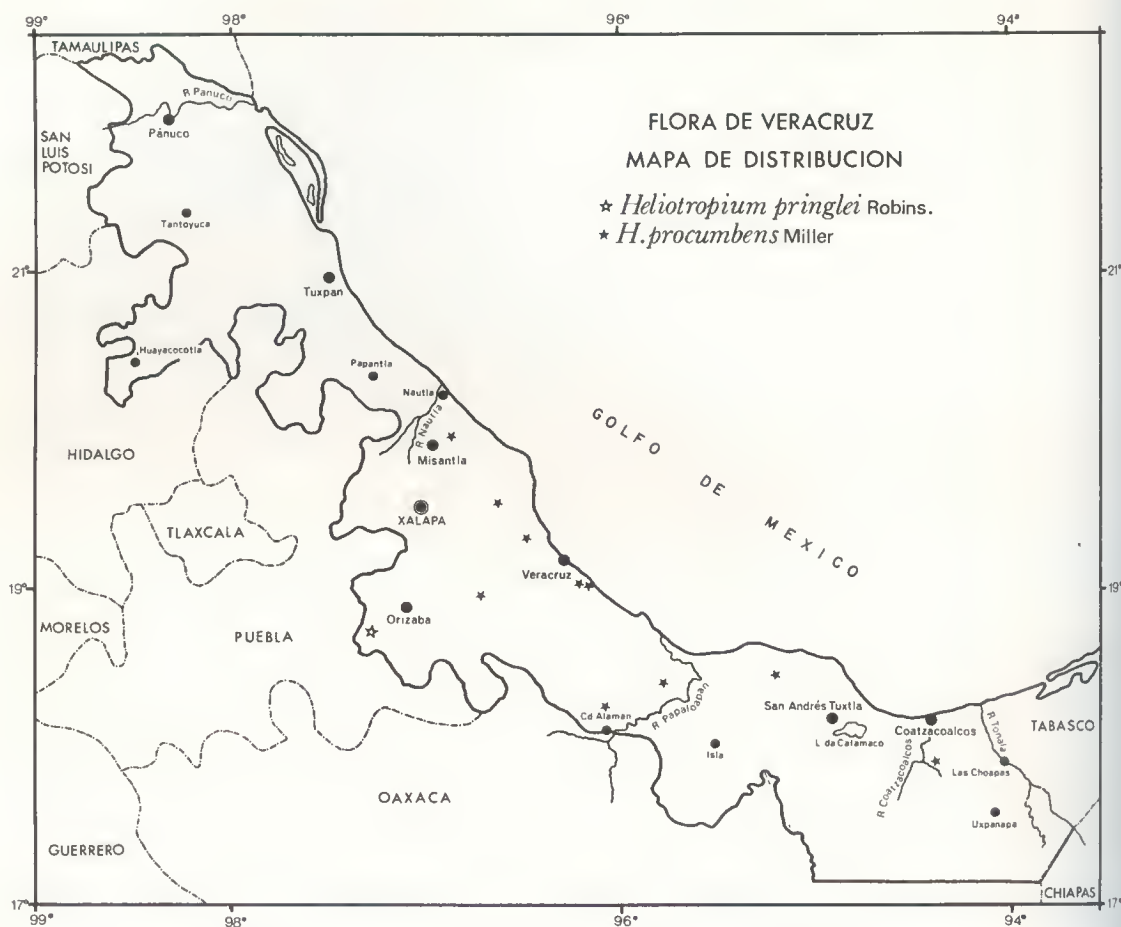 99° 98° 96° 94°
TAMAULIPAS
R Panuco
Pánuco
SAN
LUIS
POTOSI
FLORA DE VERACRUZ
MAPA DE DISTRIBUCION
☆ Heliotropium pringlei Robins.
★ H. procumbens Miller
Tantoyuca
21° 21°
Tuxpan
Huayacocotla
Papantla
Nautla
R Nautla
GOLFO DE MEXICO
HIDALGO
Misantla
XALAPA
TLAXCALA
Veracruz
19° 19°
Orizaba
MORELOS
PUEBLA
R Papaloapan
San Andrés Tuxtla
Cd Alaman
Coatzacoalcos
R Tonala
TABASCO
L de Catamaco
Isla
R Coatzacoalcos
Las Choapas
OAXACA
Uxpanapa
GUERRERO
CHIAPAS
17° 17°
99° 98° 96° 94°